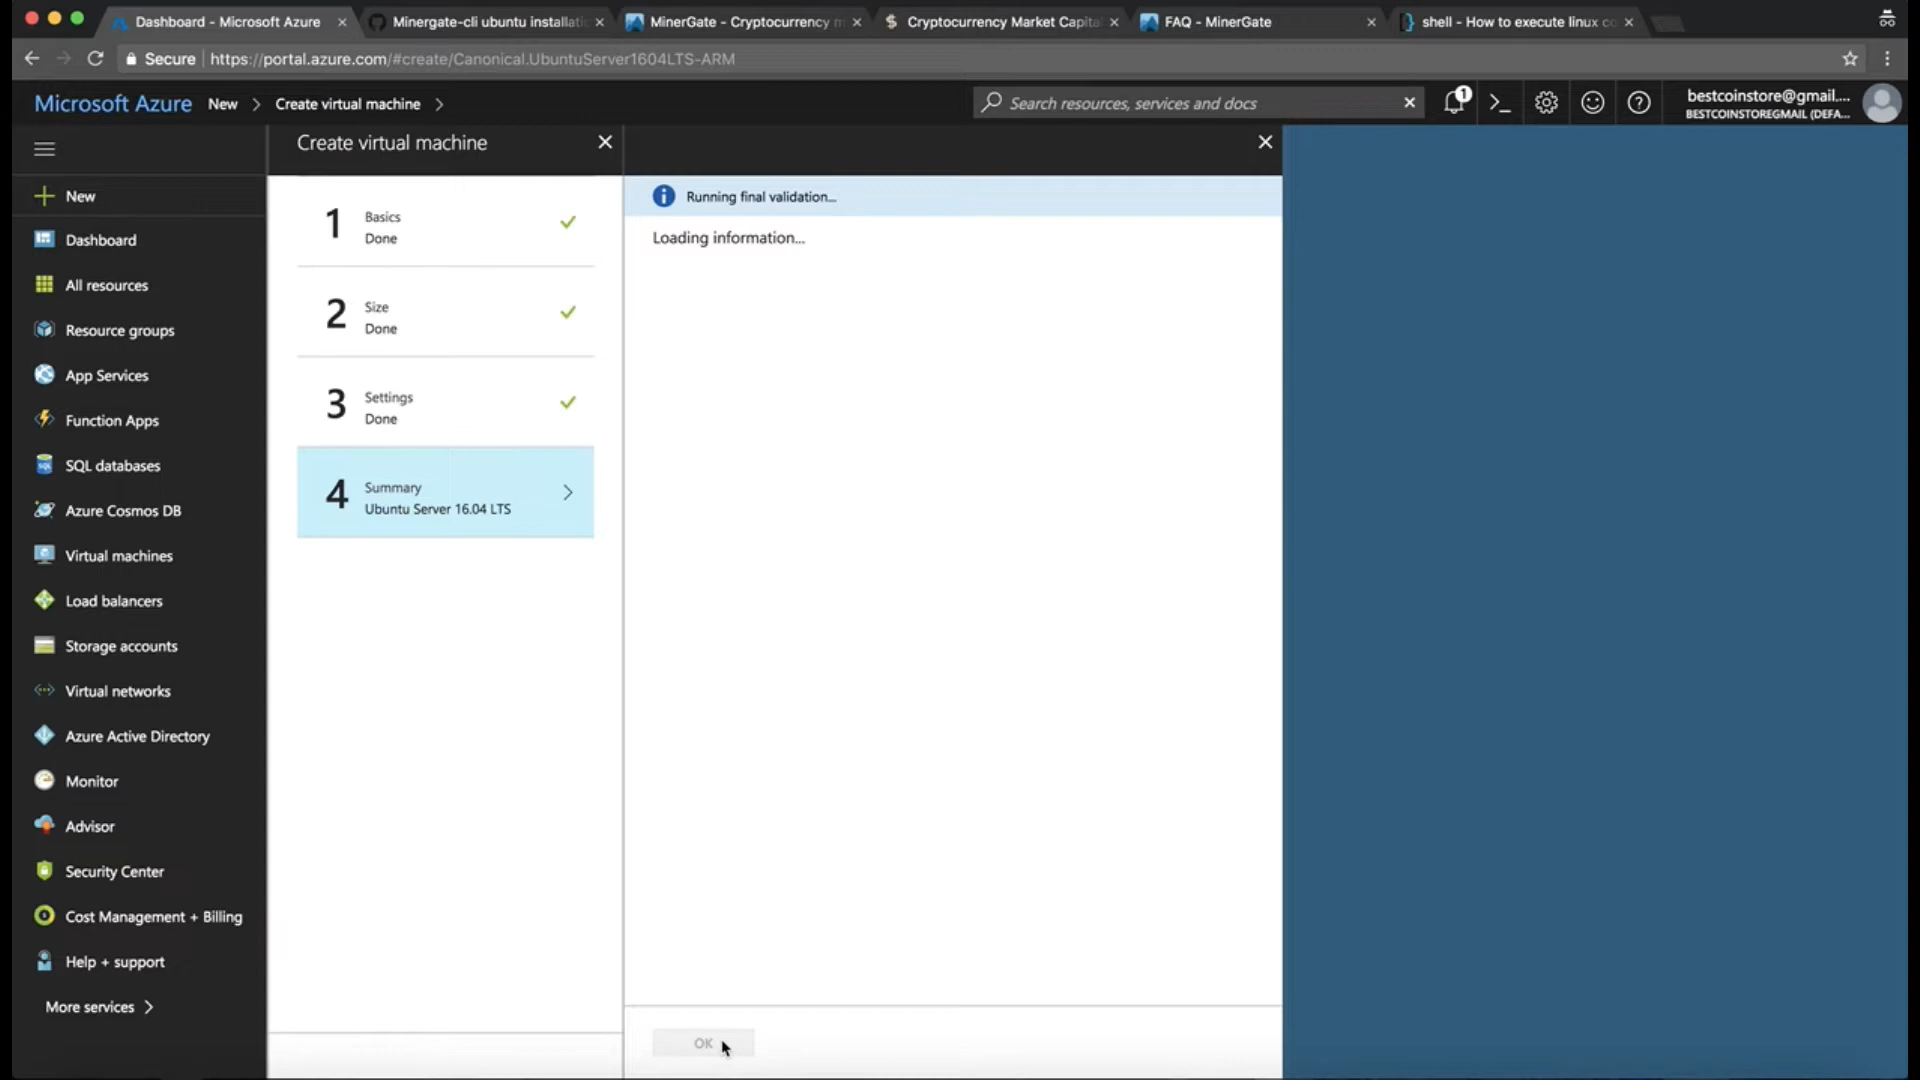 Dashboard - Microsoft Azure
Minergate-cli ubuntu installati
MinerGate - Cryptocurrency m
Cryptocurrency Market Capital
FAQ - MinerGate
shell - How to execute linux co
Secure
https://portal.azure.com/#create/Canonical.UbuntuServer1604LTS-ARM
Microsoft Azure New > Create virtual machine >
Search resources, services and docs
1
bestcoinstore@gmail....
BESTCOINSTOREGMAIL (DEFA...
New
Dashboard
All resources
Resource groups
App Services
Function Apps
SQL databases
Azure Cosmos DB
Virtual machines
Load balancers
Storage accounts
Virtual networks
Azure Active Directory
Monitor
Advisor
Security Center
Cost Management + Billing
Help + support
More services >
Create virtual machine
1 Basics
Done
2 Size
Done
3 Settings
Done
4 Summary
Ubuntu Server 16.04 LTS
Running final validation...
Loading information...
OK